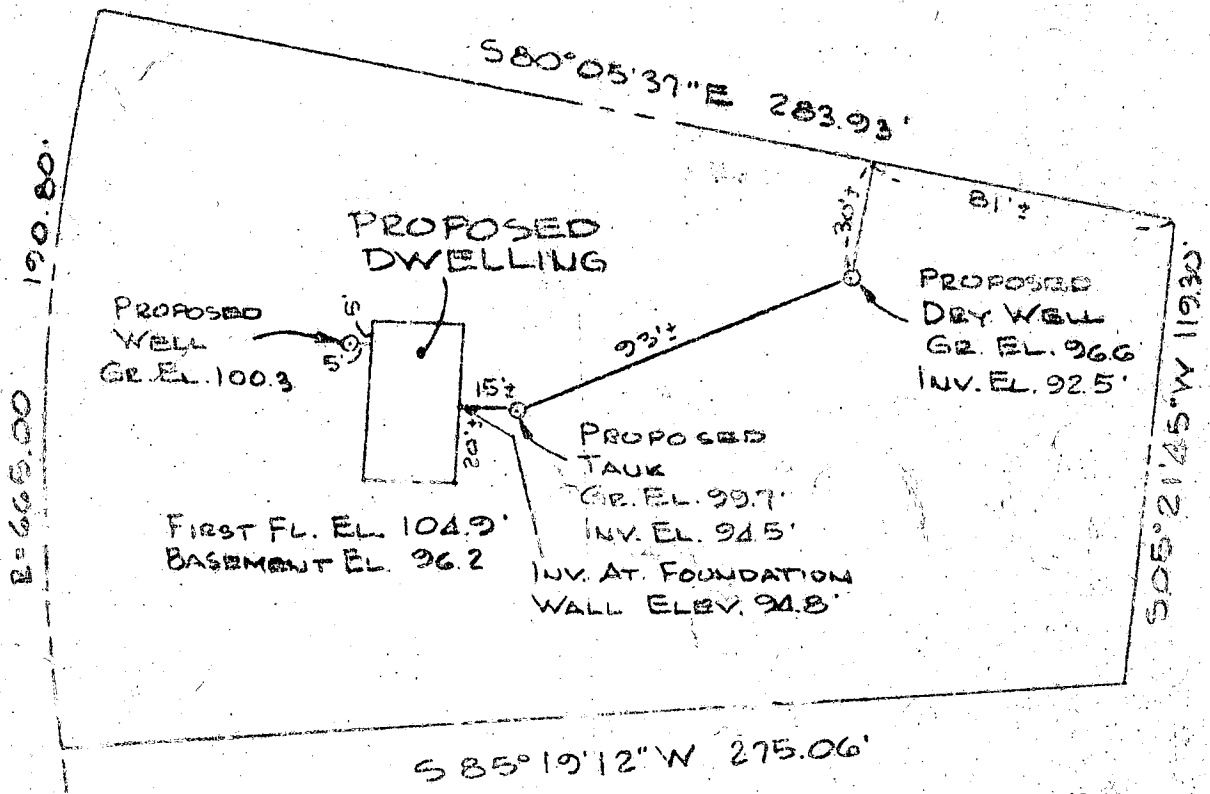 S80°05'37"E 283.93'
190.80'
R=665.00
PROPOSED
DWELLING
PROPOSED
WELL
GR. EL. 100.3
5'
5'
30'±
81'±
PROPOSED
DRY WELL
GR. EL. 96.6
INV. EL. 92.5'
S05°21'45"W 119.30'
93'±
15'±
20'±
PROPOSED
TANK
GR. EL. 99.7'
INV. EL. 94.5'
FIRST FL. EL. 104.9'
BASEMENT EL. 96.2
INV. AT. FOUNDATION
WALL ELEV. 94.8'
S 85° 19' 12" W 275.06'